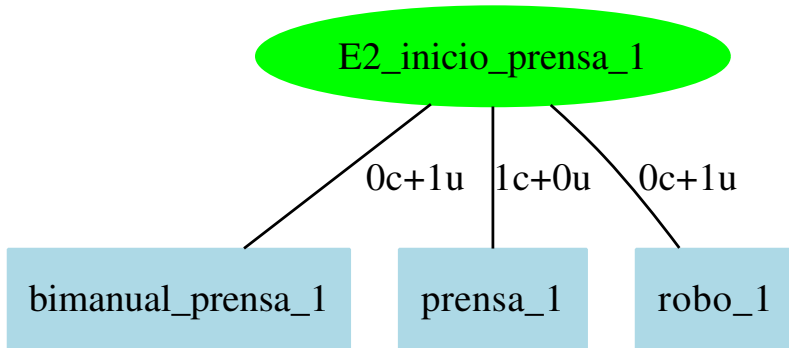 E2_inicio_prensa_1
0c+1u 1c+0u 0c+1u
bimanual_prensa_1 prensa_1 robo_1